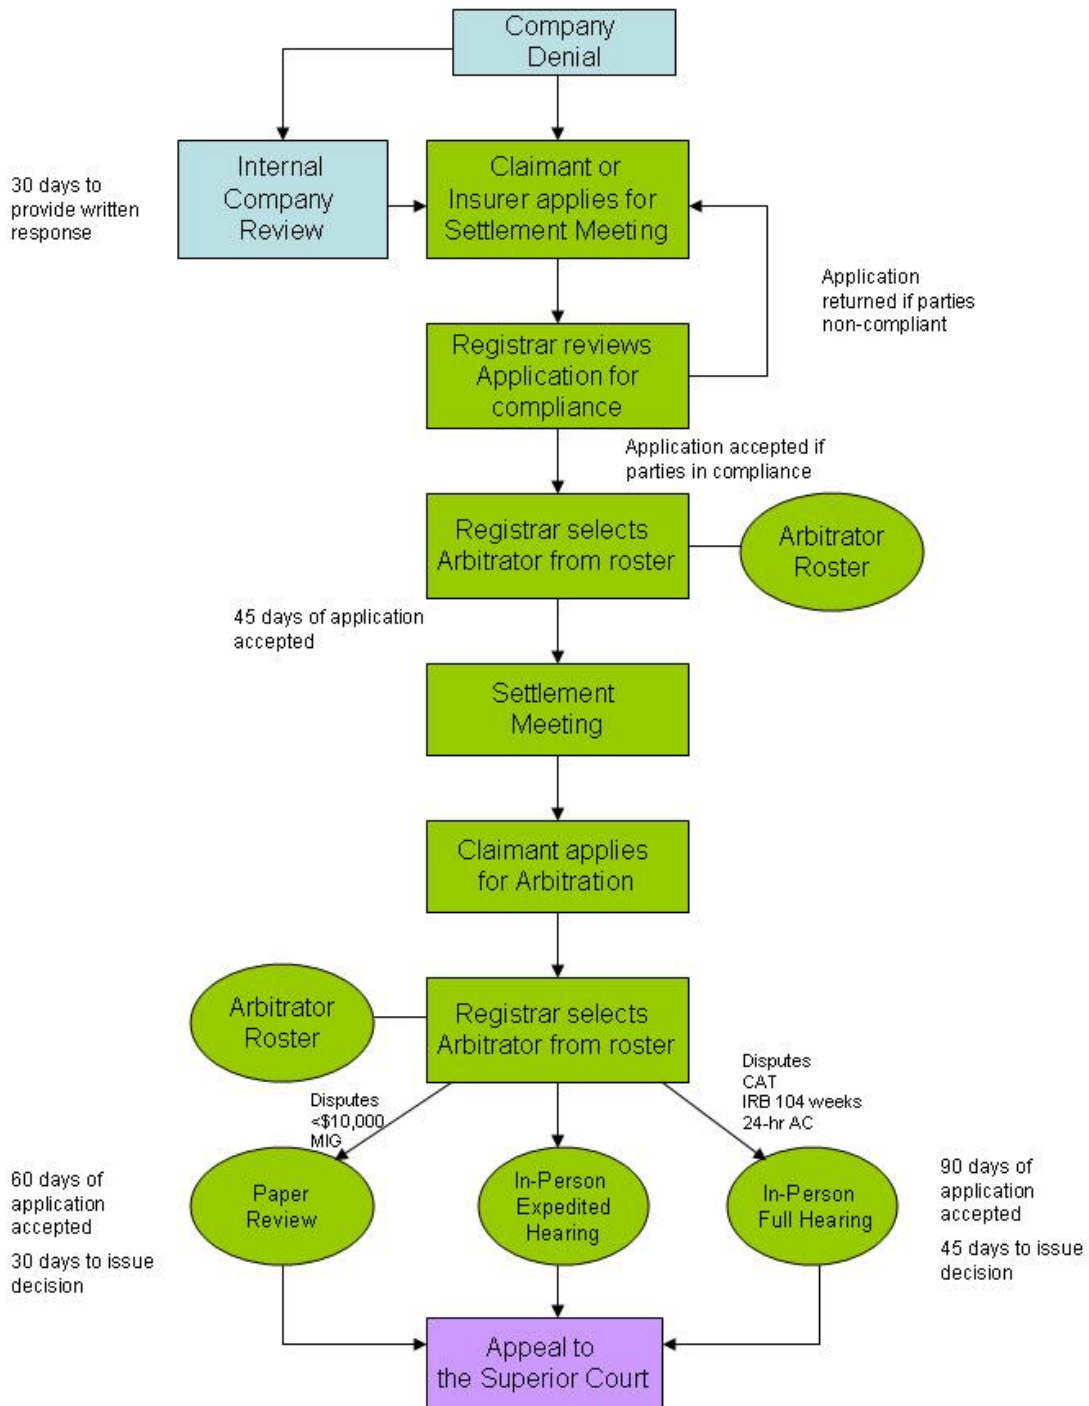 Company
Denial
Internal
Company
Review
30 days to
provide written
response
Claimant or
Insurer applies for
Settlement Meeting
Application
returned if parties
non-compliant
Registrar reviews
Application for
compliance
Application accepted if
parties in compliance
Registrar selects
Arbitrator from roster
Arbitrator
Roster
45 days of application
accepted
Settlement
Meeting
Claimant applies
for Arbitration
Arbitrator
Roster
Registrar selects
Arbitrator from roster
Disputes
<$10,000
MIG
Disputes
CAT
IRB 104 weeks
24-hr AC
60 days of
application
accepted
30 days to issue
decision
Paper
Review
In-Person
Expedited
Hearing
In-Person
Full Hearing
90 days of
application
accepted
45 days to issue
decision
Appeal to
the Superior Court